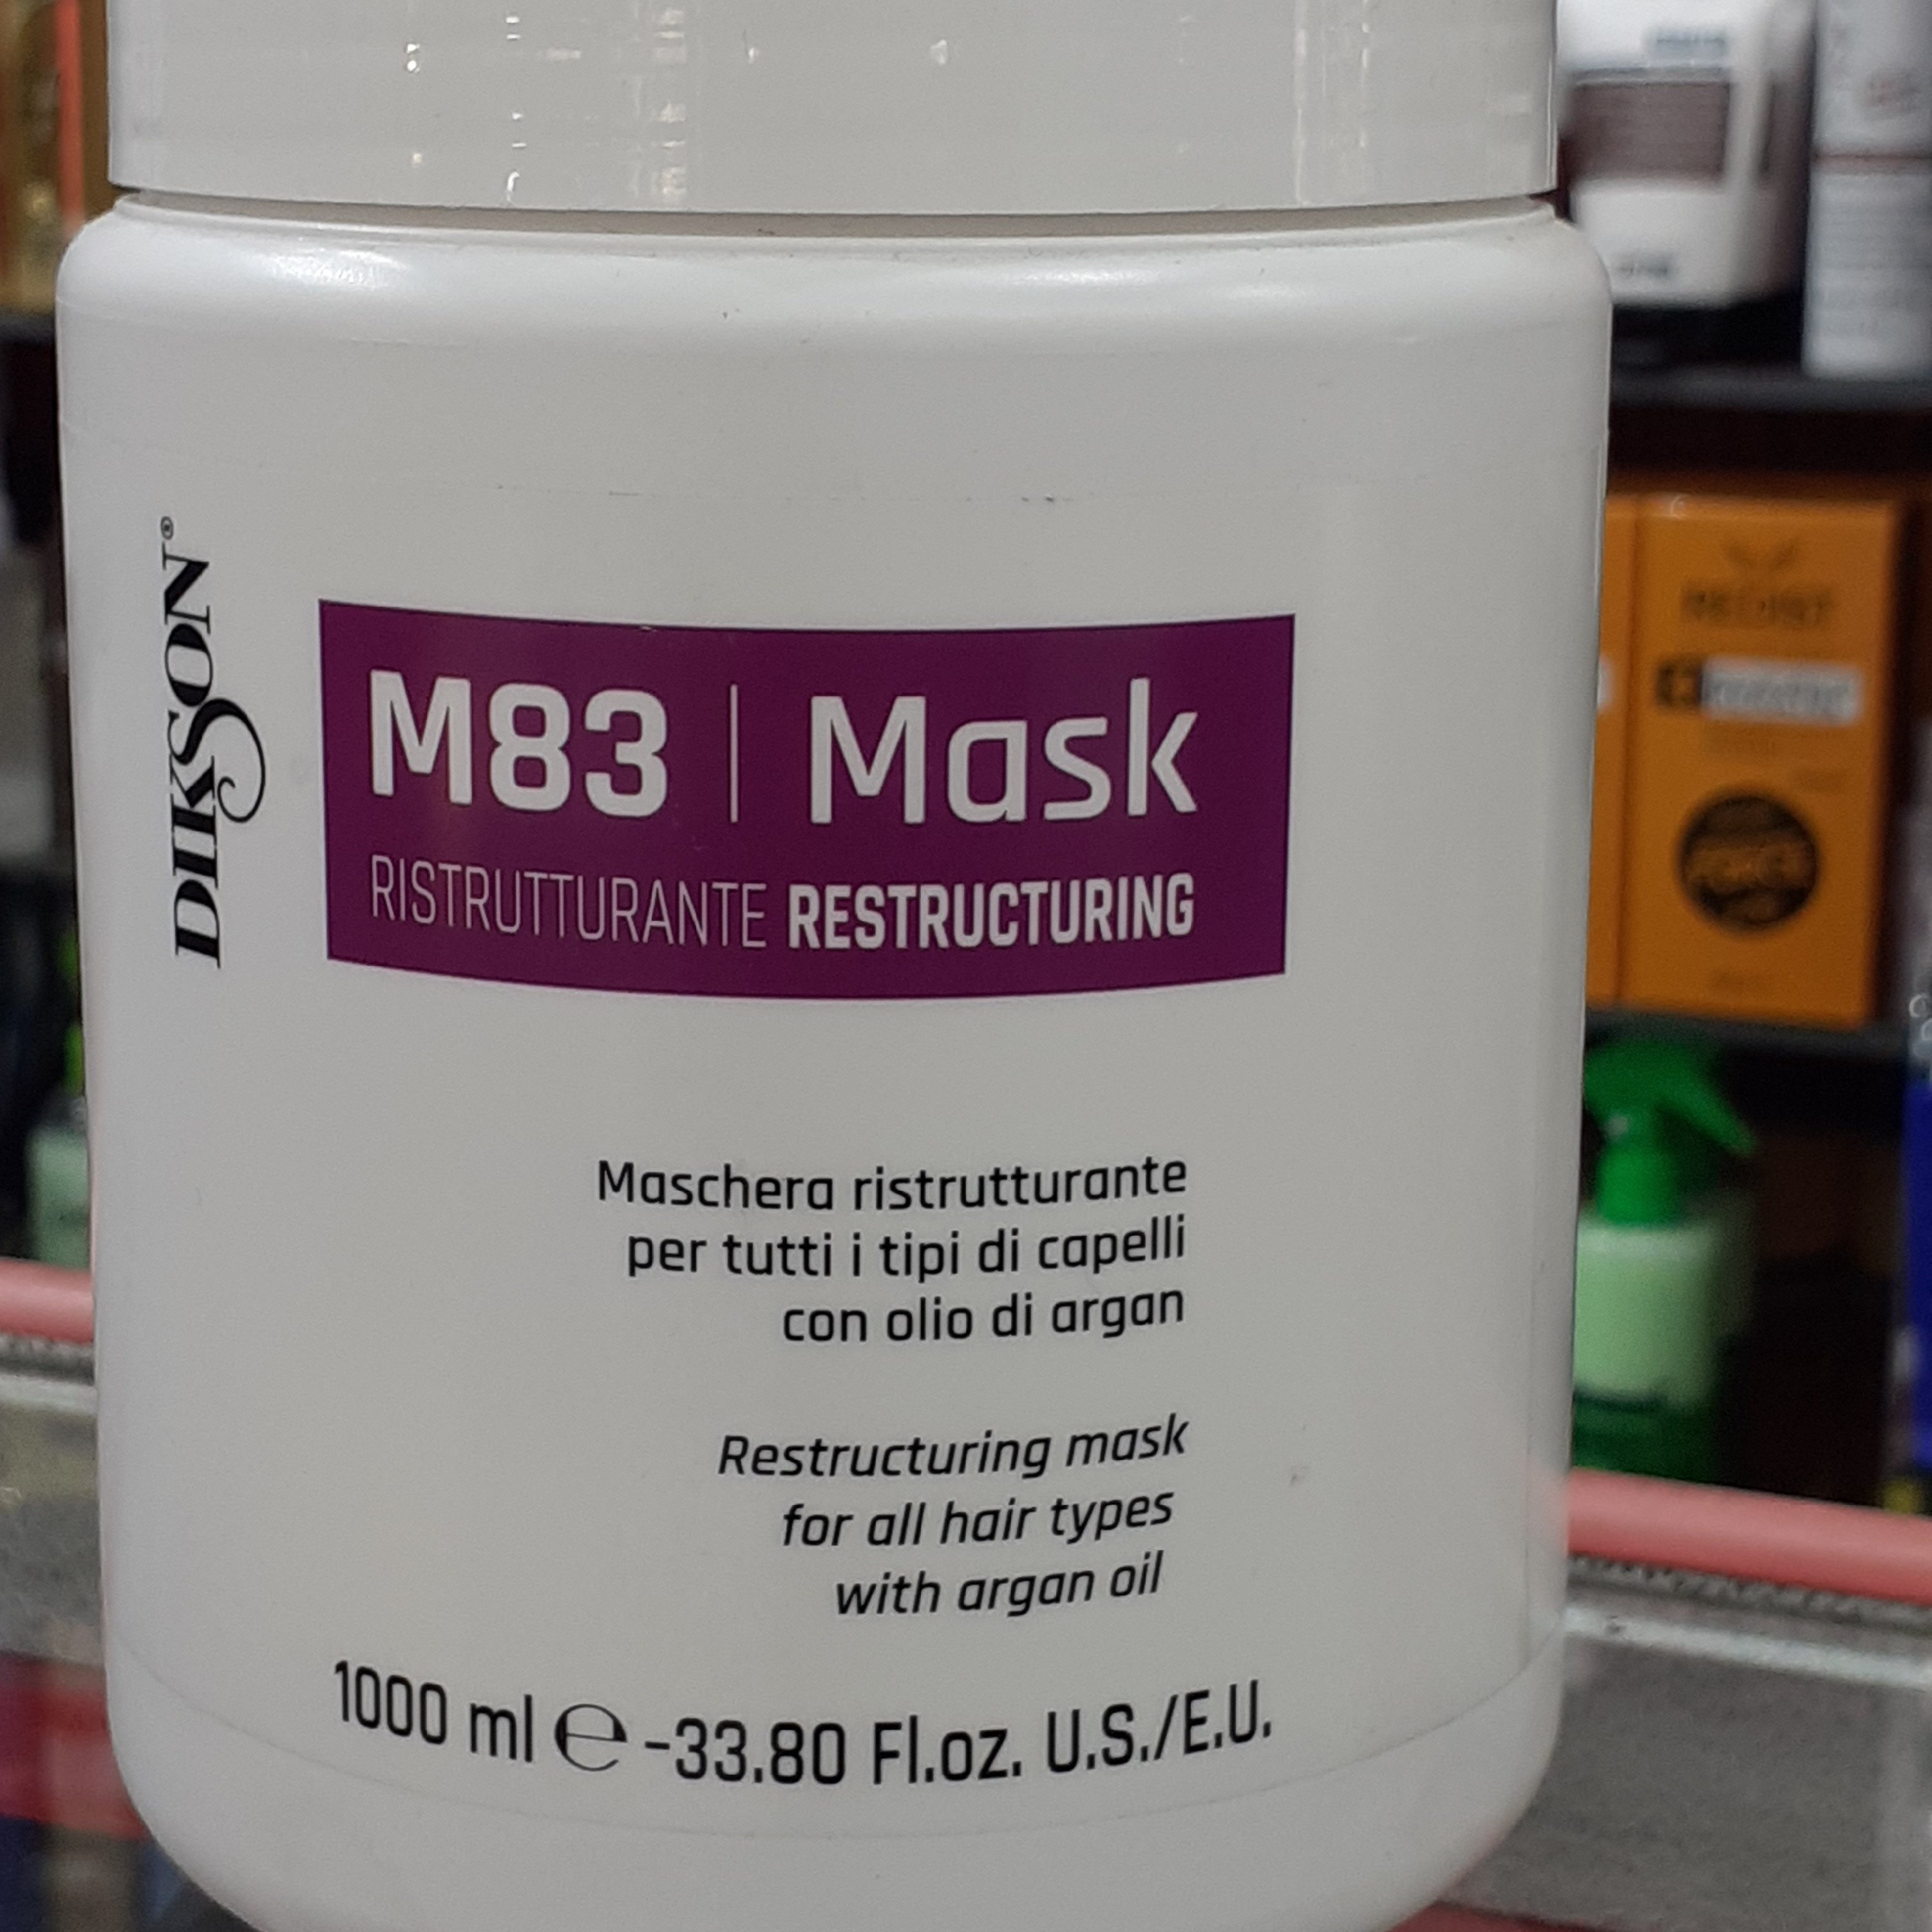 DIKSON®
M83 | Mask
RISTRUTTURANTE RESTRUCTURING
Maschera ristrutturante
per tutti i tipi di capelli
con olio di argan
Restructuring mask
for all hair types
with argan oil
1000 ml ℮ -33.80 Fl.oz. U.S./E.U.